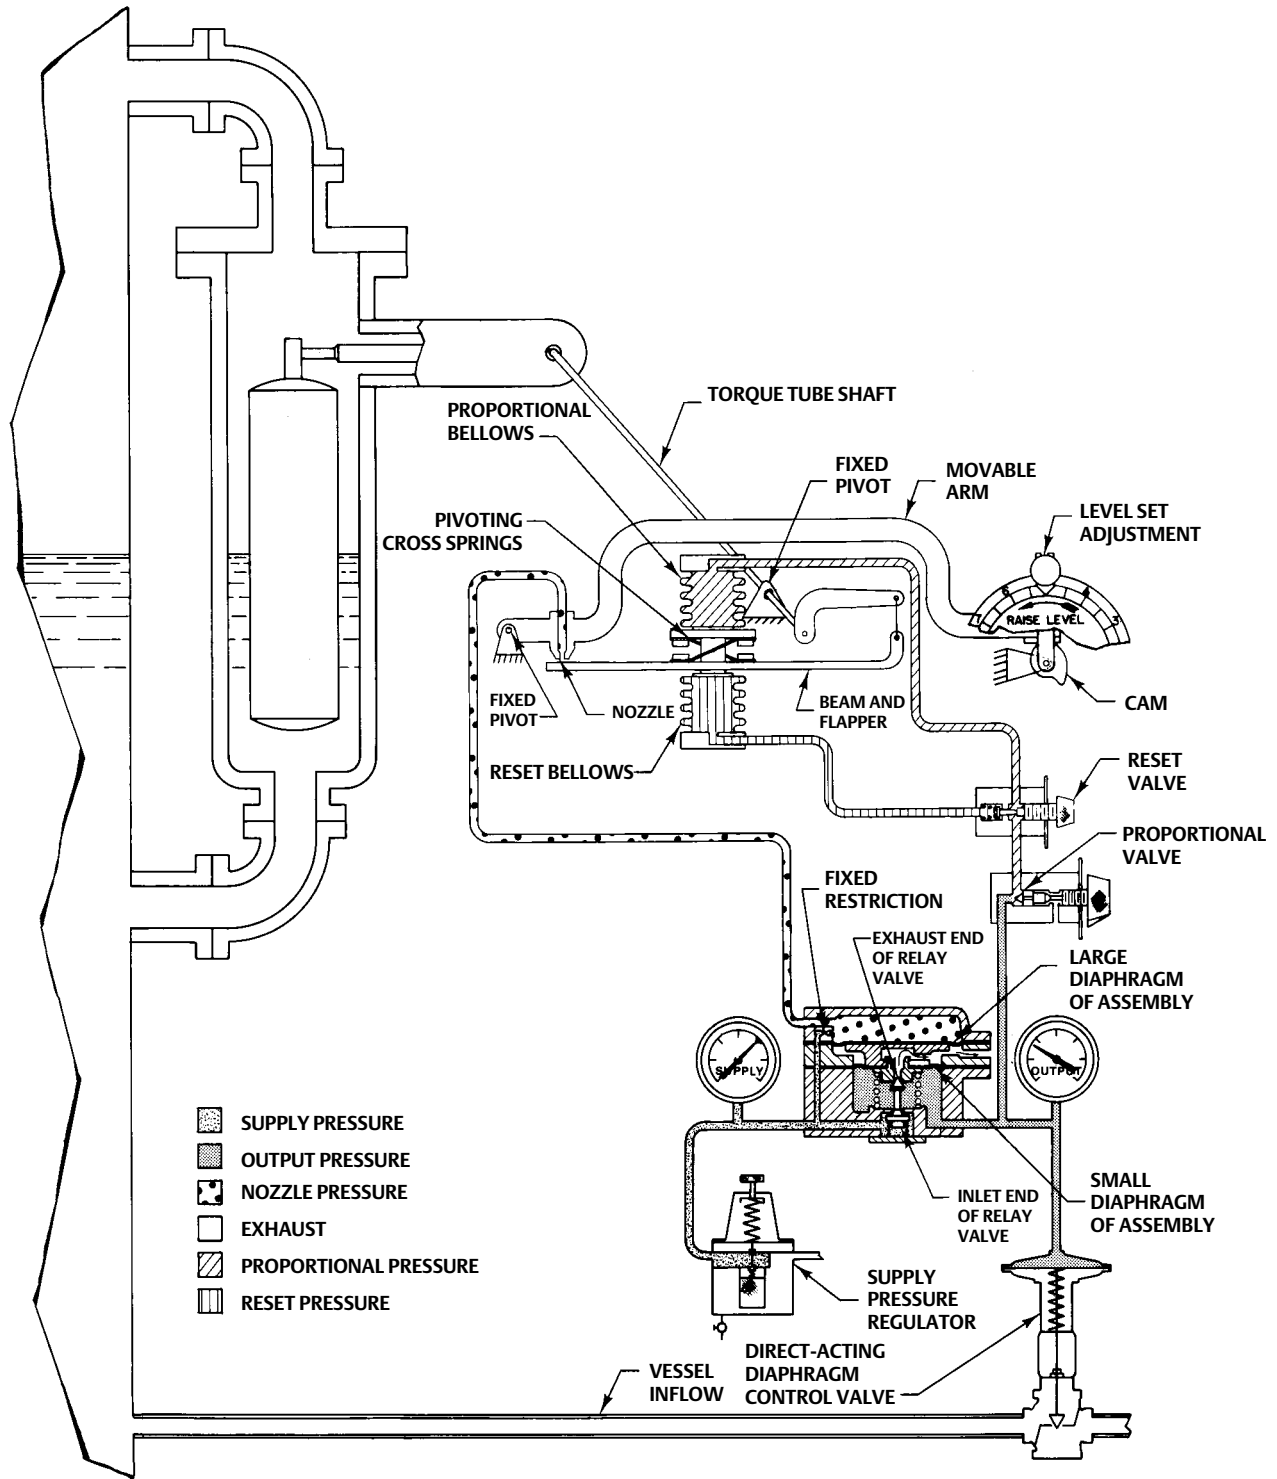 TORQUE TUBE SHAFT
PROPORTIONAL
BELLOWS
FIXED
PIVOT
MOVABLE
ARM
LEVEL SET
ADJUSTMENT
PIVOTING
CROSS SPRINGS
RAISE LEVEL
3
FIXED
PIVOT
NOZZLE
BEAM AND
FLAPPER
CAM
RESET BELLOWS
RESET
VALVE
PROPORTIONAL
VALVE
FIXED
RESTRICTION
EXHAUST END
OF RELAY
VALVE
LARGE
DIAPHRAGM
OF ASSEMBLY
SUPPLY
OUTPUT
SUPPLY PRESSURE
OUTPUT PRESSURE
NOZZLE PRESSURE
EXHAUST
PROPORTIONAL PRESSURE
RESET PRESSURE
INLET END
OF RELAY
VALVE
SMALL
DIAPHRAGM
OF ASSEMBLY
SUPPLY
PRESSURE
REGULATOR
DIRECT-ACTING
DIAPHRAGM
CONTROL VALVE
VESSEL
INFLOW